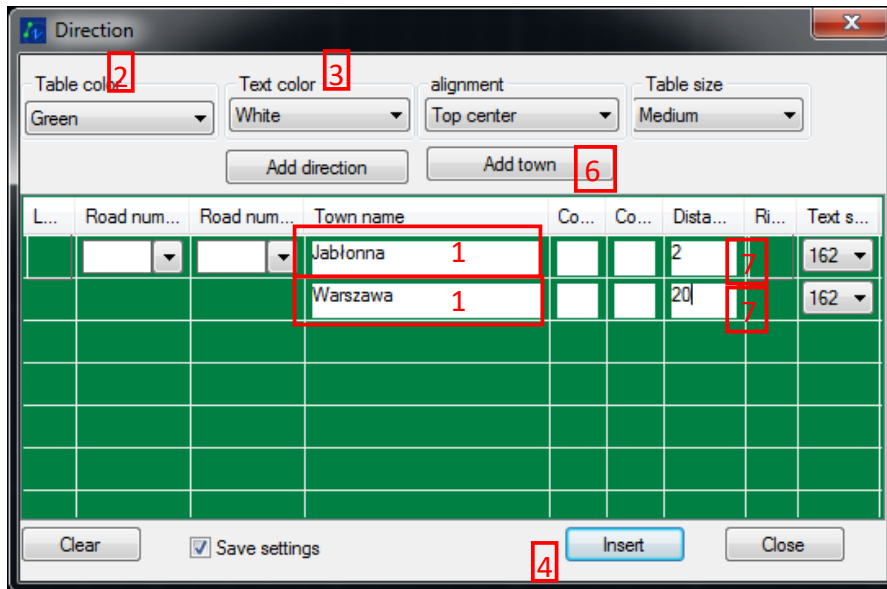 Direction
Table color 2 Text color 3 alignment Table size
Green White Top center Medium
Add direction Add town 6
L... Road num... Road num... Town name Co... Co... Dista... Ri... Text s...
Jabłonna 1 2 7 162
Warszawa 1 20 7 162
Clear Save settings 4 Insert Close